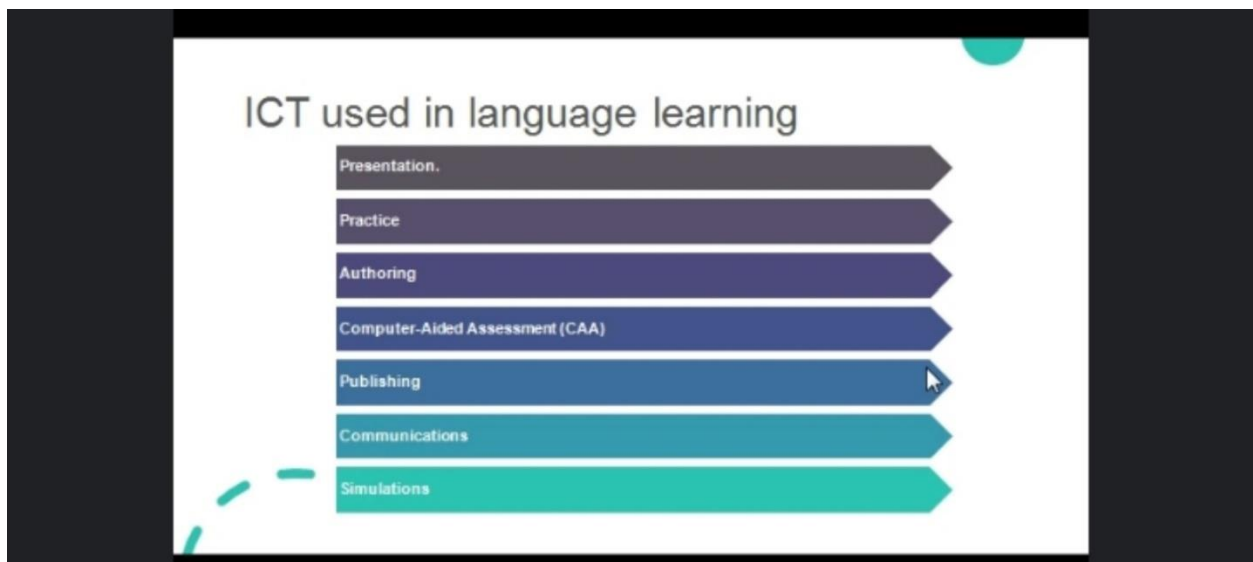 ICT used in language learning
Presentation.
Practice
Authoring
Computer-Aided Assessment (CAA)
Publishing
Communications
Simulations